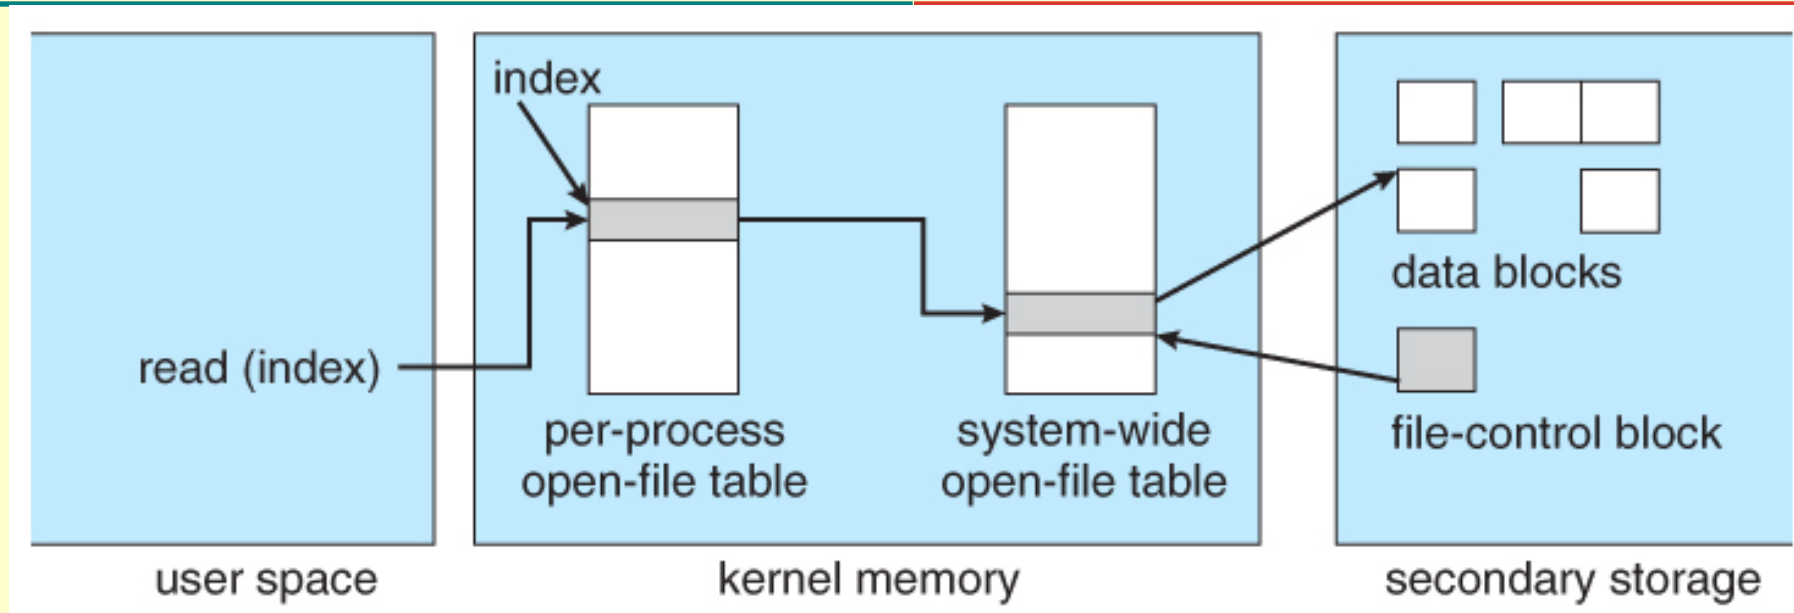 index
read (index)
per-process
open-file table
system-wide
open-file table
data blocks
file-control block
user space
kernel memory
secondary storage